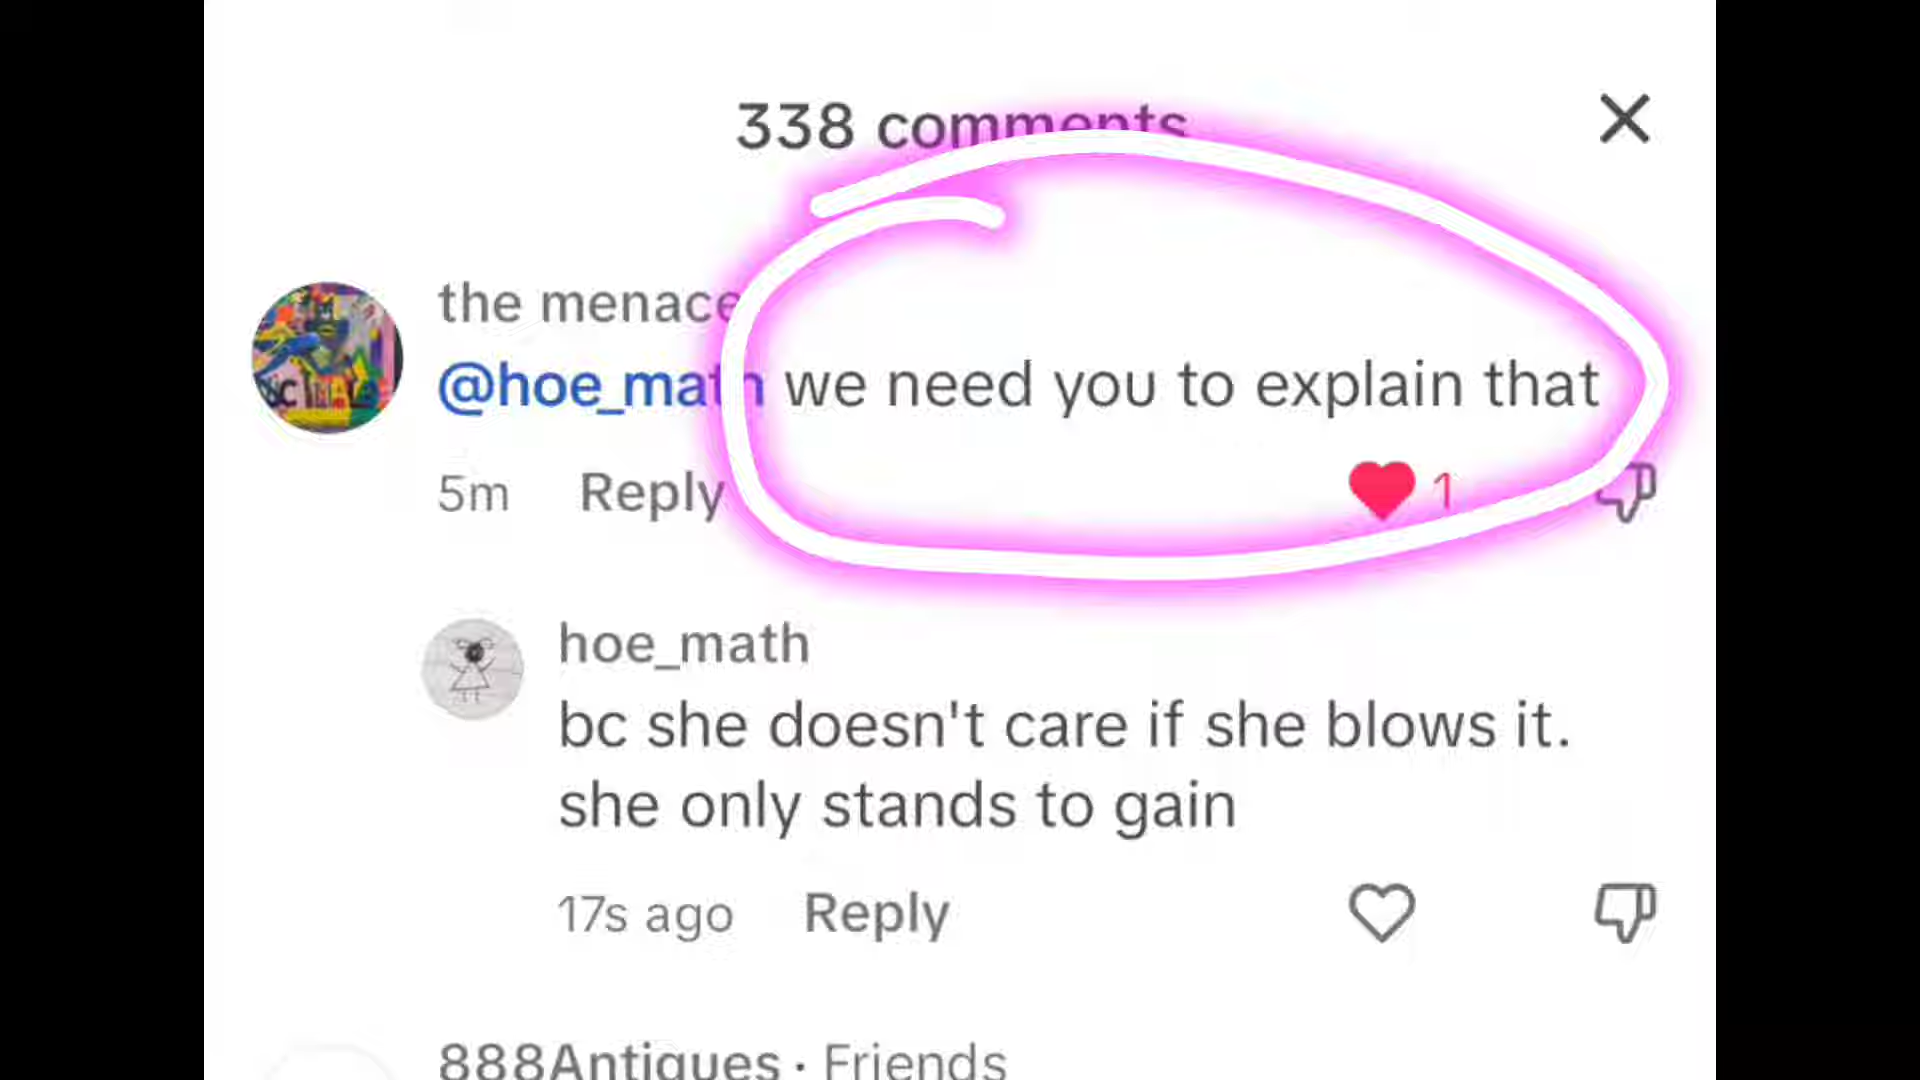 338 comments
the menace
@hoe_math we need you to explain that
5m Reply 1
hoe_math
bc she doesn't care if she blows it.
she only stands to gain
17s ago Reply
888Antiques · Friends